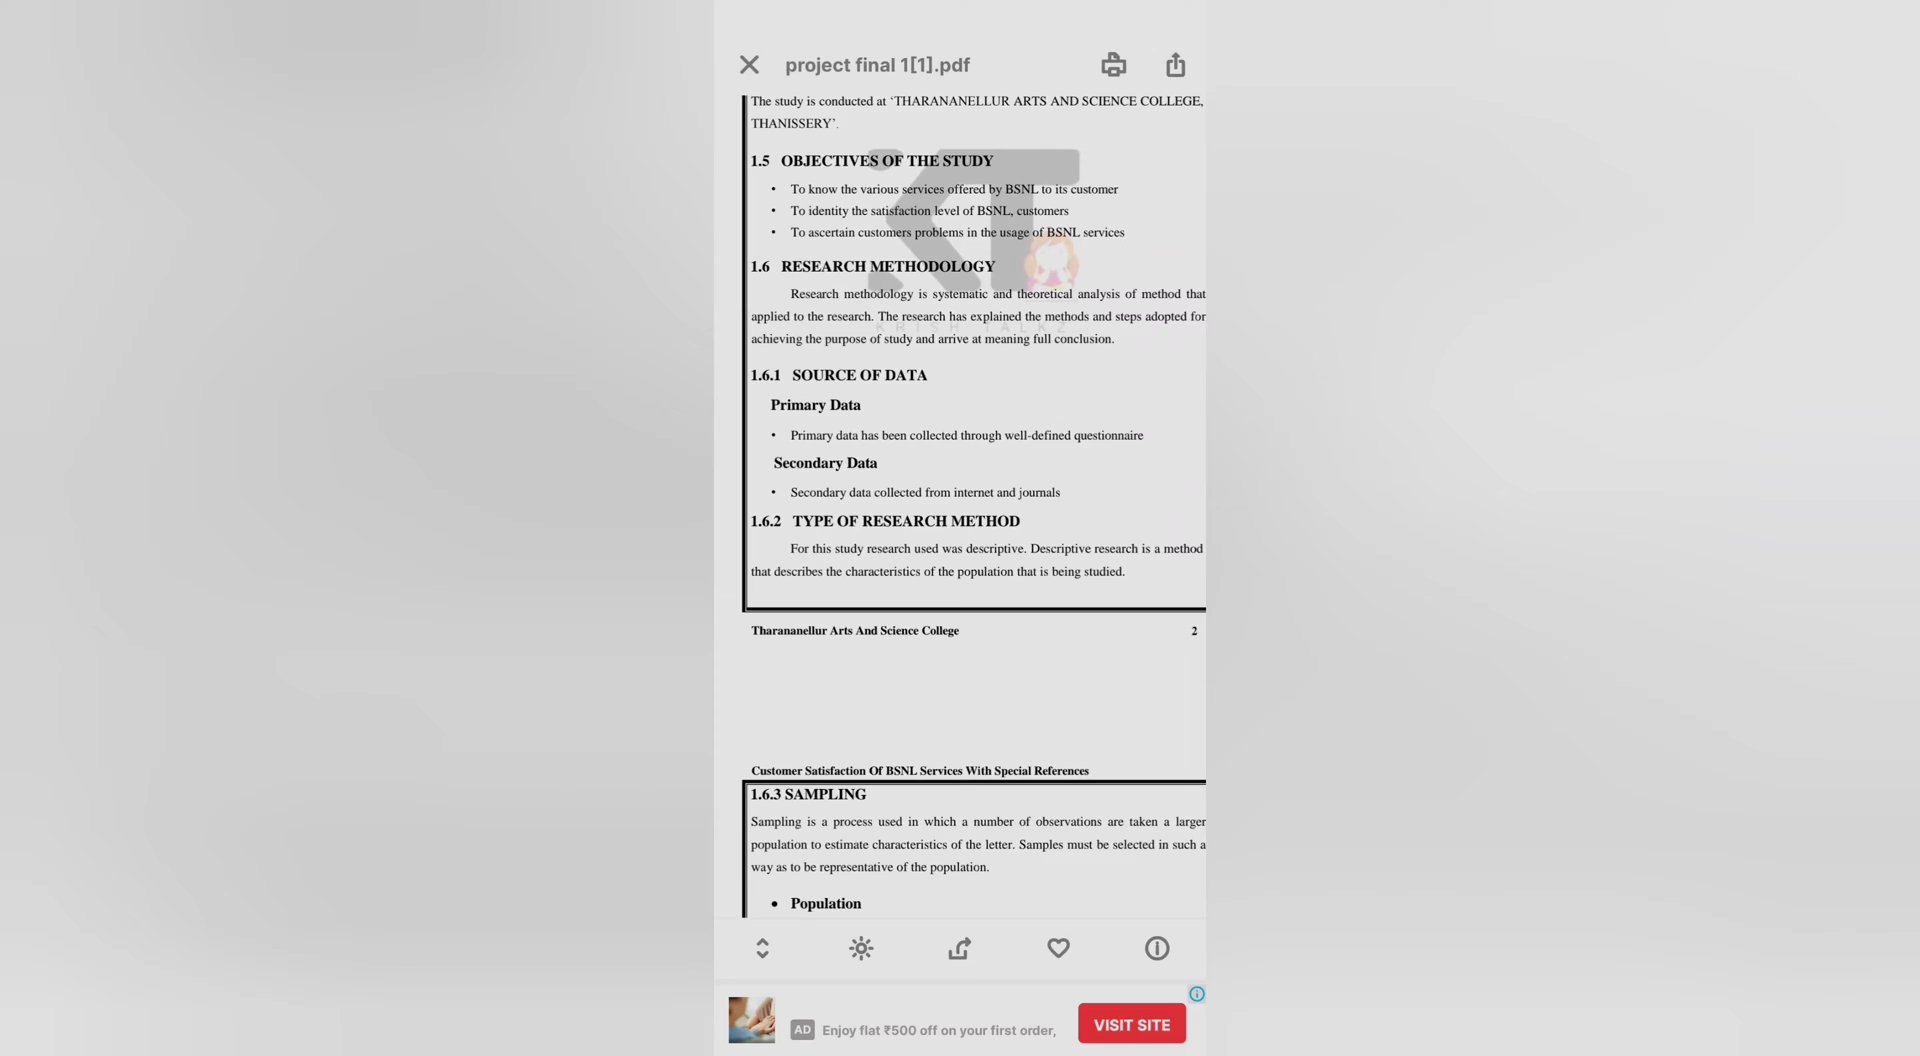 project final 1[1].pdf
The study is conducted at ‘THARANANELLUR ARTS AND SCIENCE COLLEGE,
THANISSERY’.
1.5 OBJECTIVES OF THE STUDY
• To know the various services offered by BSNL to its customer
• To identity the satisfaction level of BSNL, customers
• To ascertain customers problems in the usage of BSNL services
1.6 RESEARCH METHODOLOGY
Research methodology is systematic and theoretical analysis of method that
applied to the research. The research has explained the methods and steps adopted for
KRISH TALKZ
achieving the purpose of study and arrive at meaning full conclusion.
1.6.1 SOURCE OF DATA
Primary Data
• Primary data has been collected through well-defined questionnaire
Secondary Data
• Secondary data collected from internet and journals
1.6.2 TYPE OF RESEARCH METHOD
For this study research used was descriptive. Descriptive research is a method
that describes the characteristics of the population that is being studied.
Tharananellur Arts And Science College 2
Customer Satisfaction Of BSNL Services With Special References
1.6.3 SAMPLING
Sampling is a process used in which a number of observations are taken a larger
population to estimate characteristics of the letter. Samples must be selected in such a
way as to be representative of the population.
• Population
AD Enjoy flat ₹500 off on your first order,
VISIT SITE